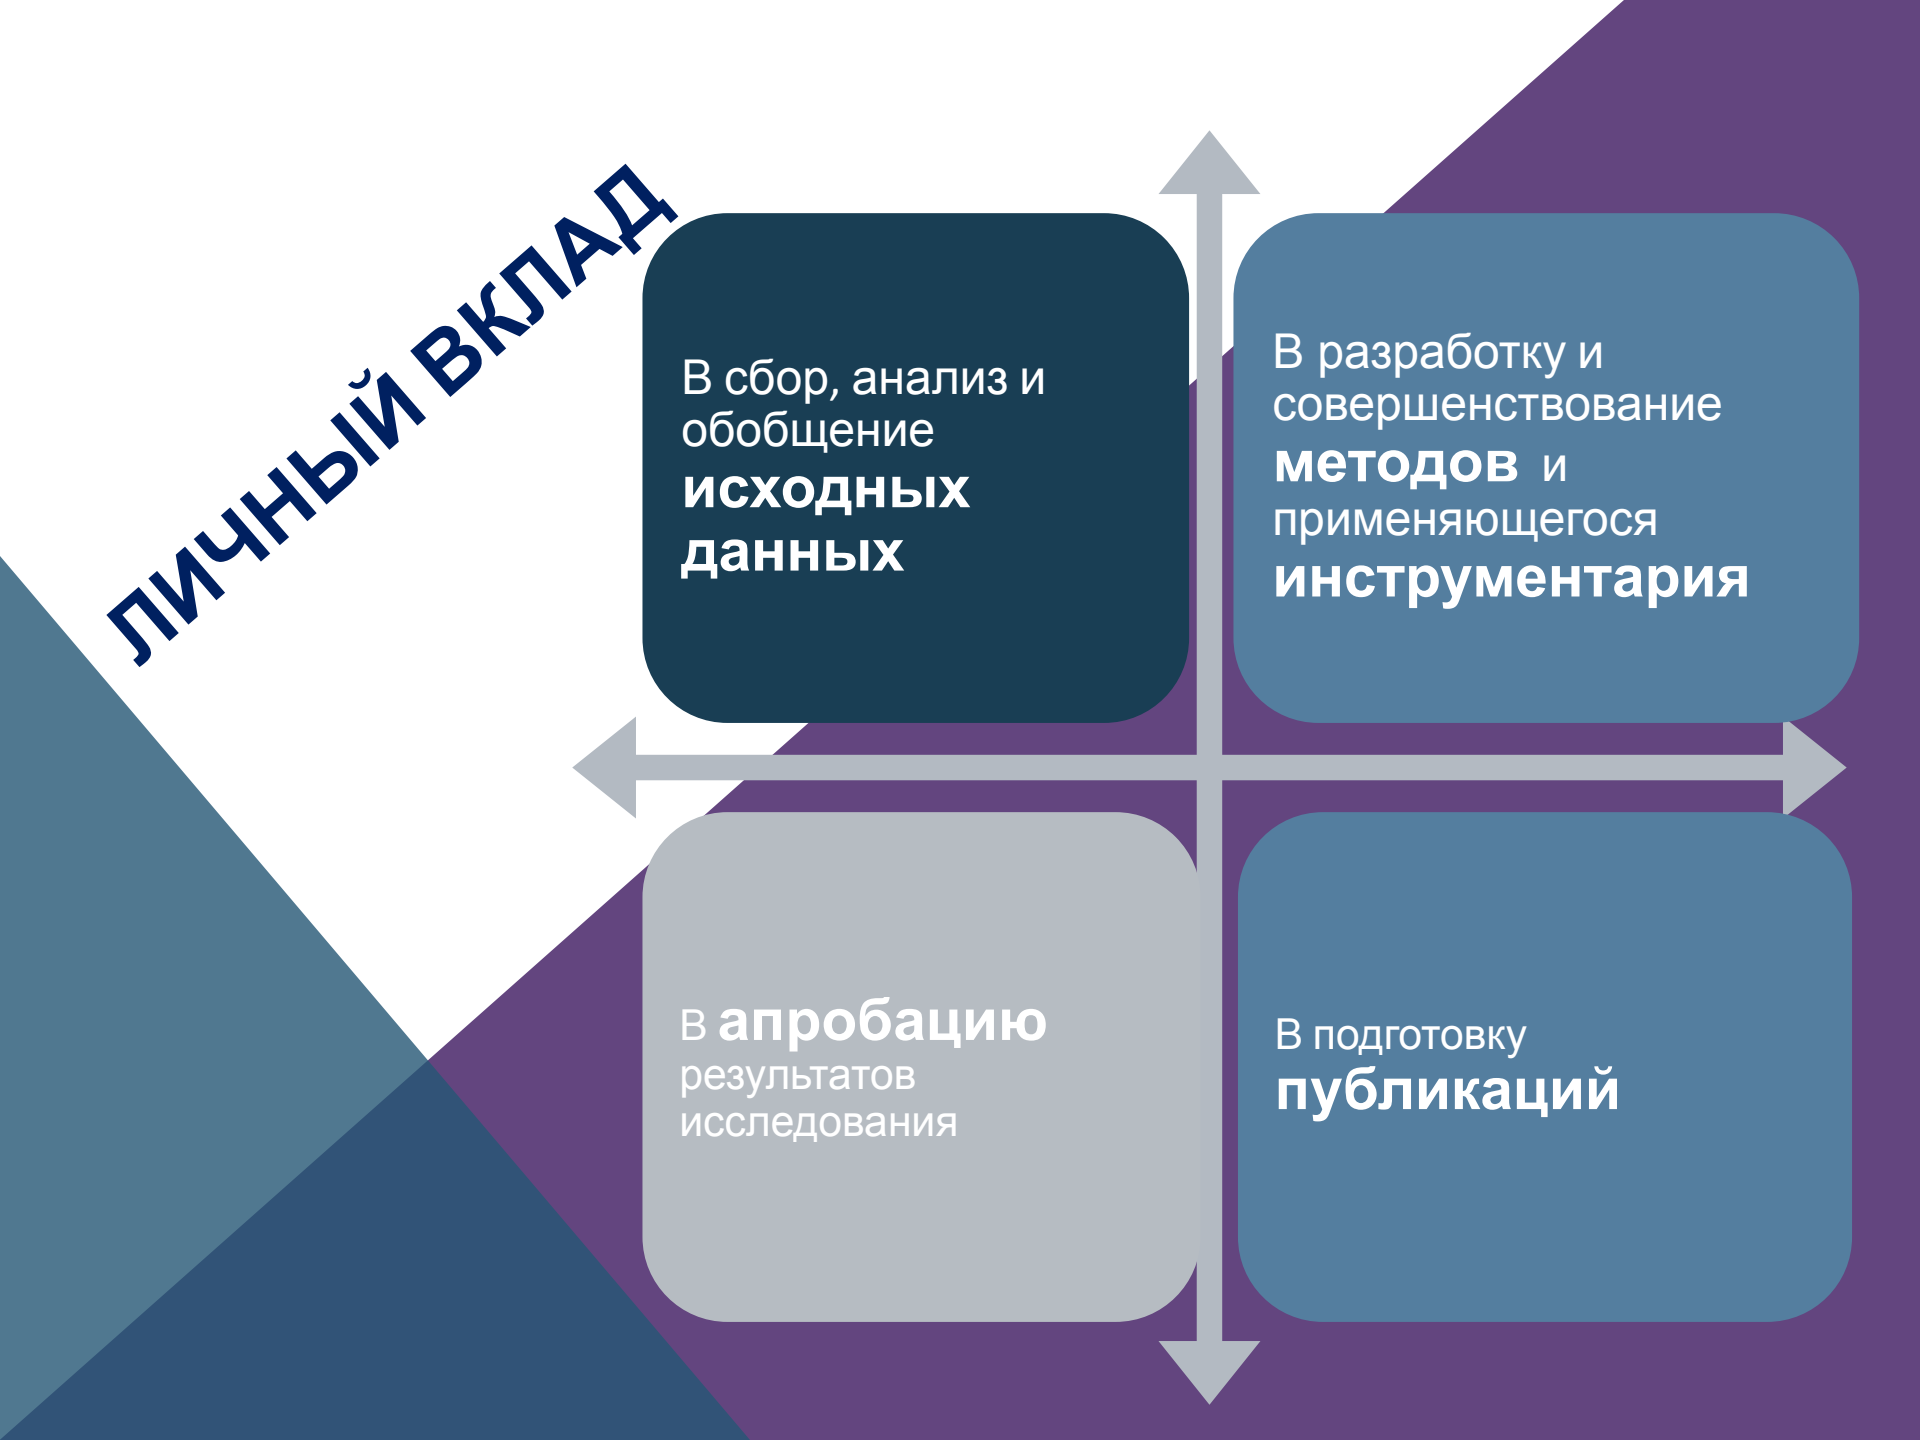 ЛИЧНЫЙ ВКЛАД
В сбор, анализ и
обобщение
исходных
данных
В разработку и
совершенствование
методов и
применяющегося
инструментария
В апробацию
результатов
исследования
В подготовку
публикаций